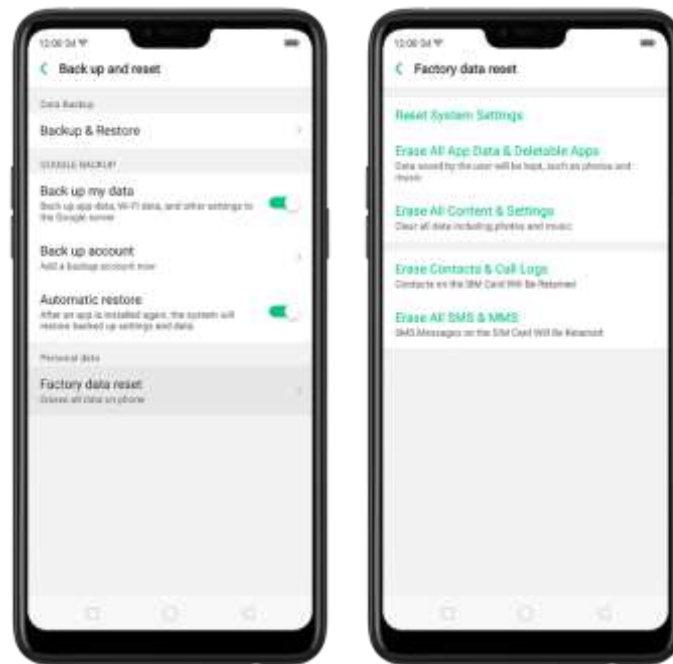 Back up and reset
Data Backup
Backup & Restore
GOOGLE BACKUP
Back up my data
Back up app data, Wi-Fi data, and other settings to
the Google server
Back up account
Add a backup account now
Automatic restore
After an app is installed again, the system will
restore backed up settings and data.
Personal data
Factory data reset
Erases all data on phone
Factory data reset
Reset System Settings
Erase All App Data & Deletable Apps
Data saved by the user will be kept, such as photos and
music
Erase All Content & Settings
Clear all data including photos and music
Erase Contacts & Call Logs
Contacts on the SIM Card Will Be Retained
Erase All SMS & MMS
SMS Messages on the SIM Card Will Be Retained